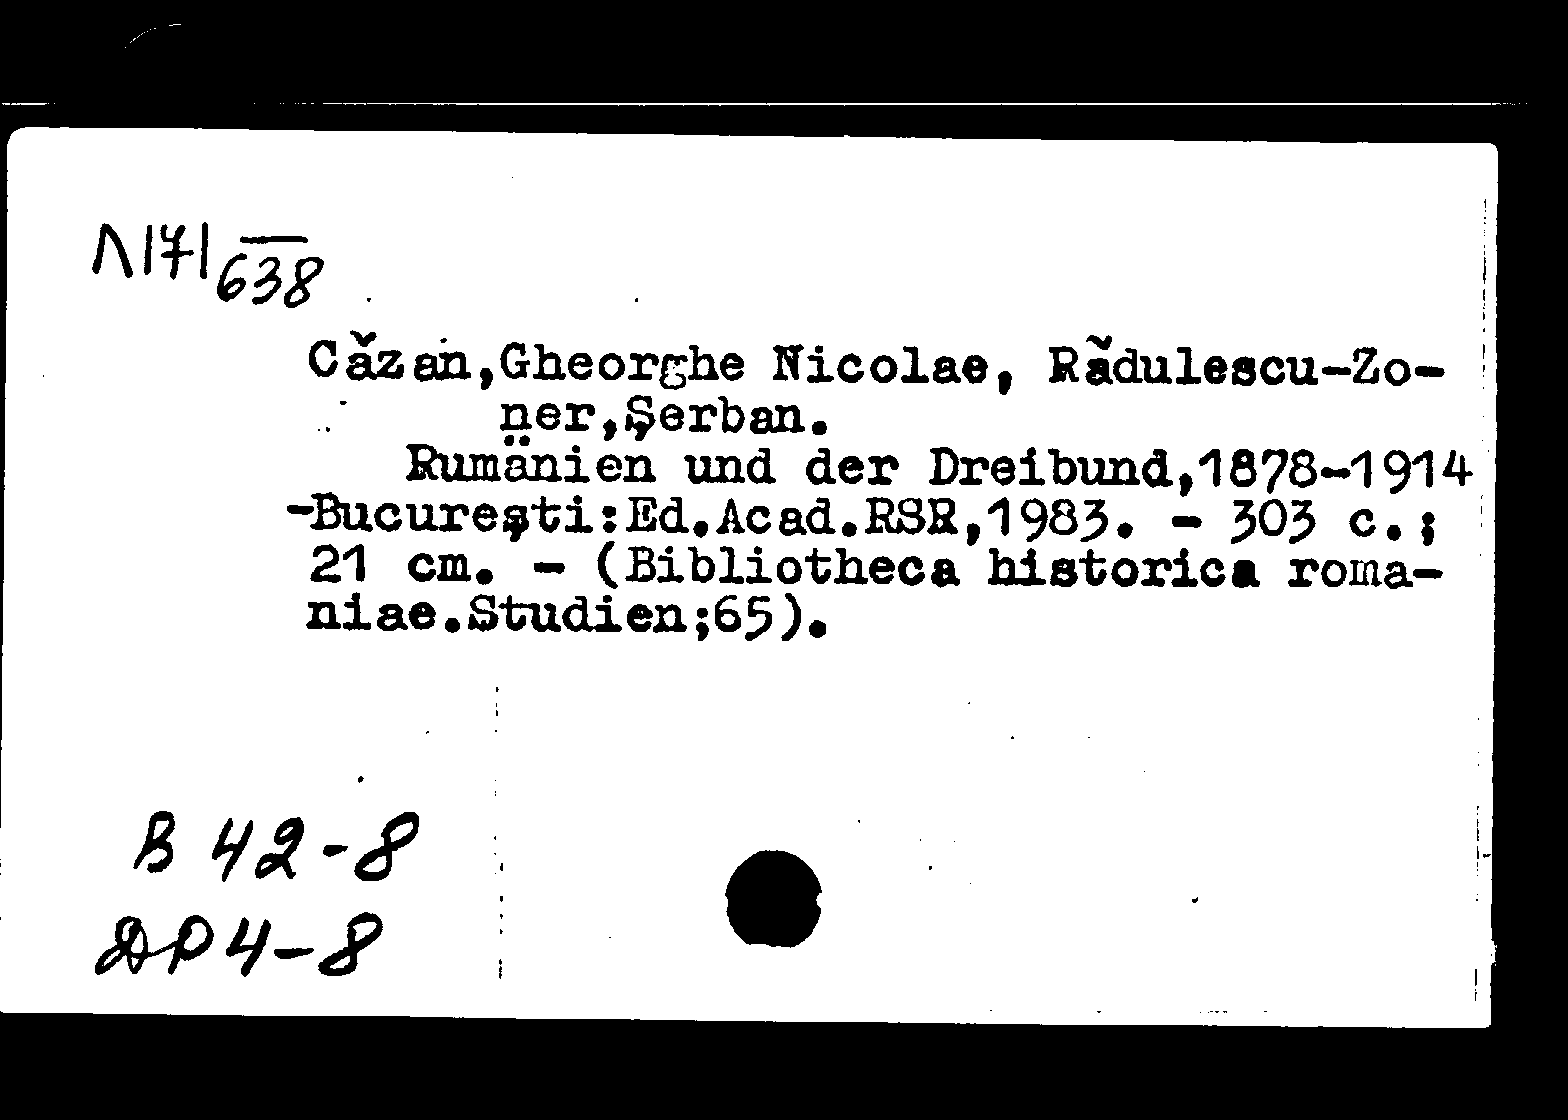 Л171
638
Căzan,Gheorghe Nicolae, Rădulescu-Zo-
ner,Şerban.
Rumänien und der Dreibund,1878-1914
-Bucureşti:Ed.Acad.RSR,1983. - 303 c.;
21 cm. - (Bibliotheca historica roma-
niae.Studien;65).
В 42-8
ДР4-8